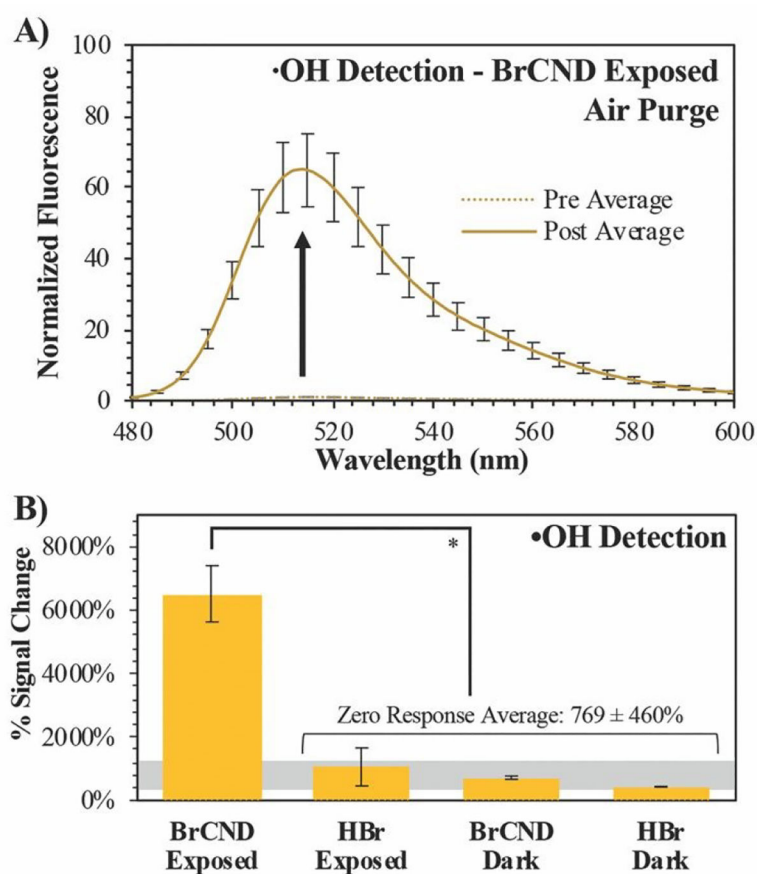 A)
·OH Detection - BrCND Exposed
Air Purge
Normalized Fluorescence
100
80
60
40
20
0
Pre Average
Post Average
480 500 520 540 560 580 600
Wavelength (nm)
B)
•OH Detection
% Signal Change
8000%
6000%
4000%
2000%
0%
*
Zero Response Average: 769 ± 460%
BrCND HBr BrCND HBr
Exposed Exposed Dark Dark